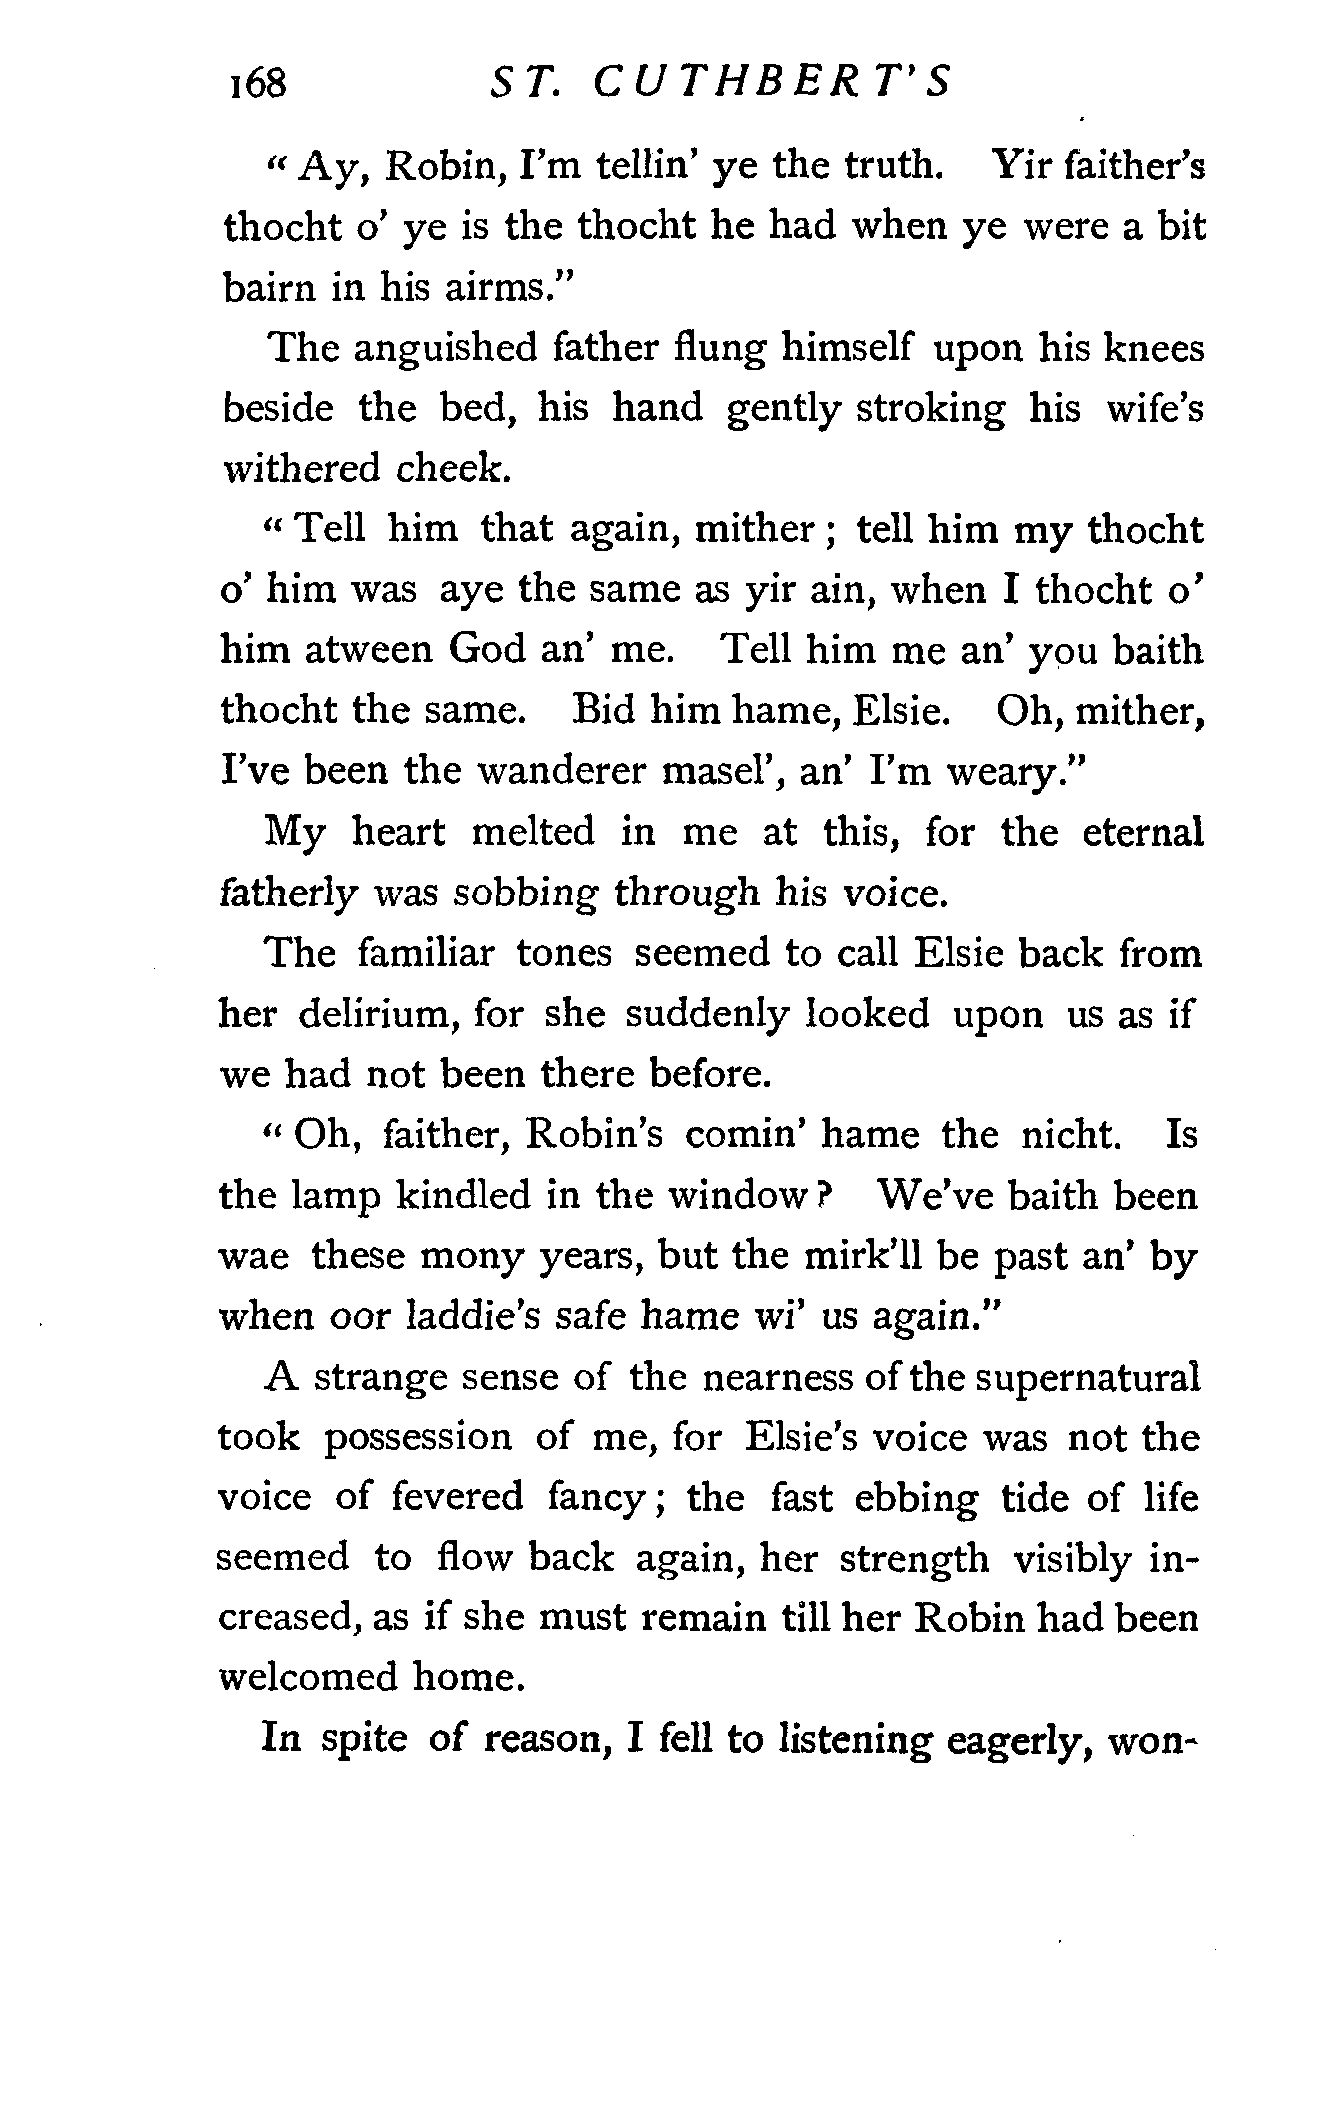 168 ST. CUTHBERT'S
" Ay, Robin, I'm tellin' ye the truth. Yir faither's
thocht o' ye is the thocht he had when ye were a bit
bairn in his airms."
The anguished father flung himself upon his knees
beside the bed, his hand gently stroking his wife's
withered cheek.
" Tell him that again, mither ; tell him my thocht
o' him was aye the same as yir ain, when I thocht o'
him atween God an' me. Tell him me an' you baith
thocht the same. Bid him hame, Elsie. Oh, mither,
I've been the wanderer masel', an' I'm weary."
My heart melted in me at this, for the eternal
fatherly was sobbing through his voice.
The familiar tones seemed to call Elsie back from
her delirium, for she suddenly looked upon us as if
we had not been there before.
" Oh, faither, Robin's comin' hame the nicht. Is
the lamp kindled in the window ? We've baith been
wae these mony years, but the mirk'll be past an' by
when oor laddie's safe hame wi' us again."
A strange sense of the nearness of the supernatural
took possession of me, for Elsie's voice was not the
voice of fevered fancy ; the fast ebbing tide of life
seemed to flow back again, her strength visibly in-
creased, as if she must remain till her Robin had been
welcomed home.
In spite of reason, I fell to listening eagerly, won-